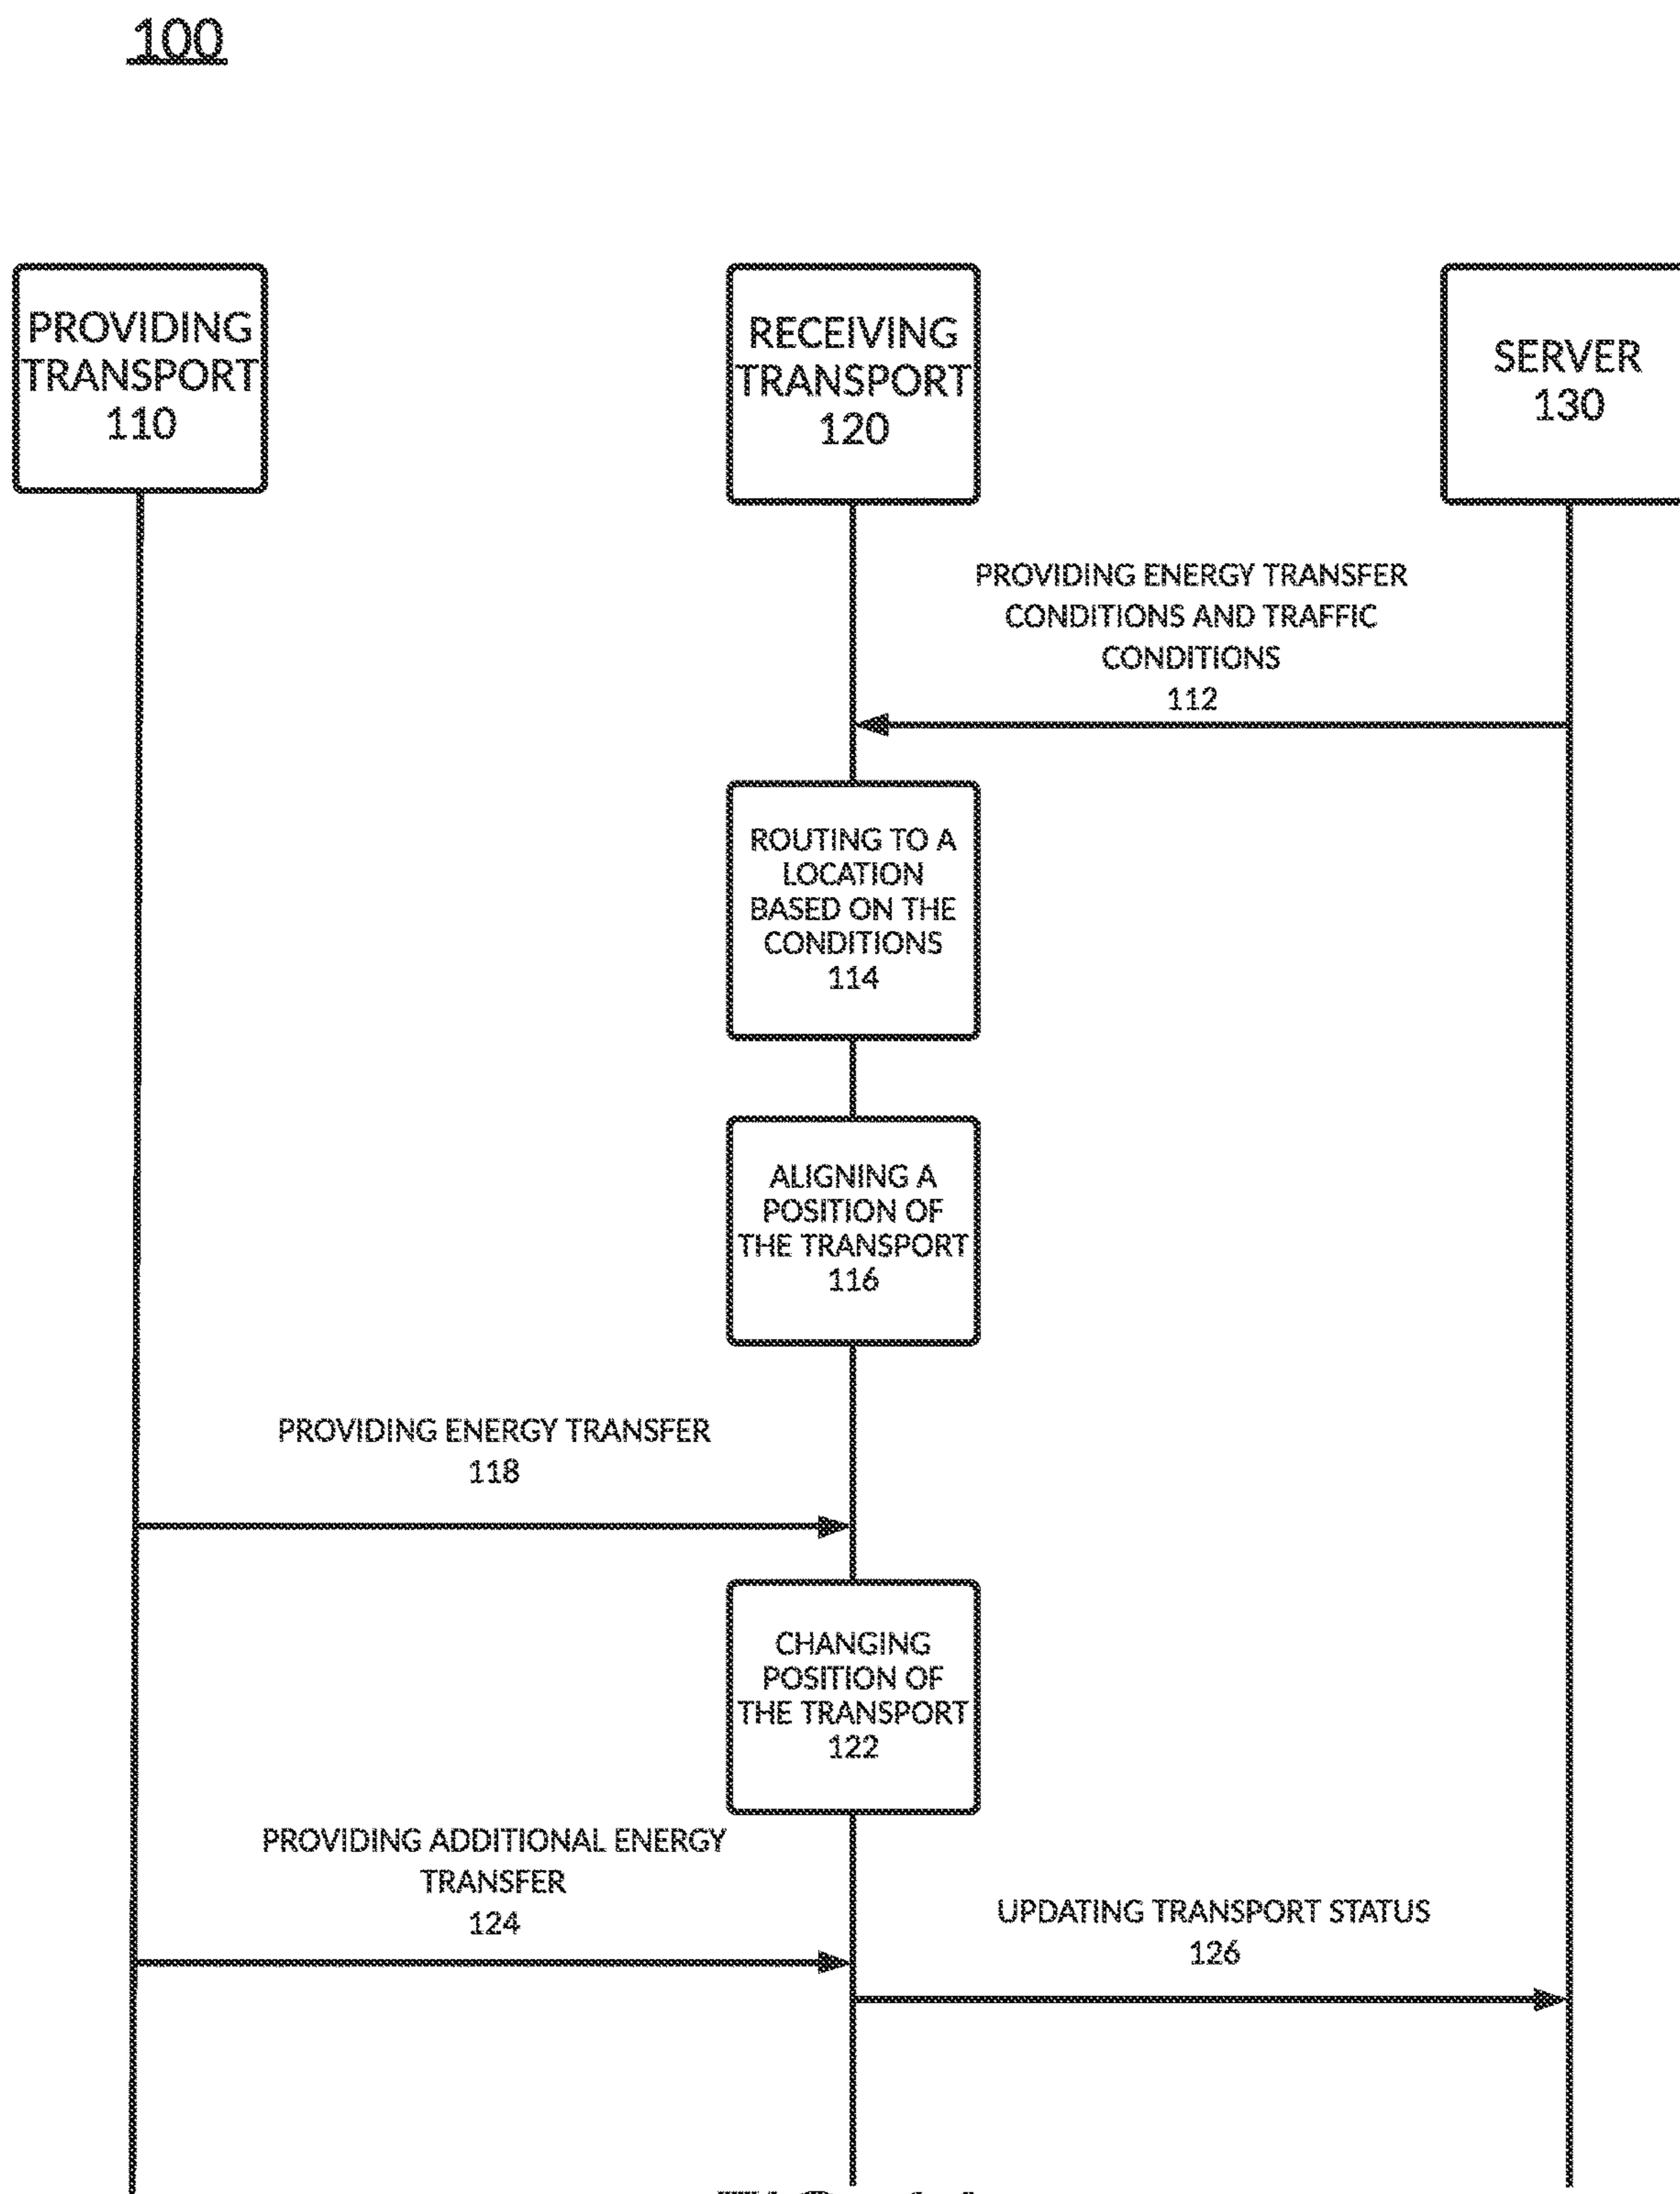 100
PROVIDING
TRANSPORT
110
RECEIVING
TRANSPORT
120
SERVER
130
PROVIDING ENERGY TRANSFER
CONDITIONS AND TRAFFIC
CONDITIONS
112
ROUTING TO A
LOCATION
BASED ON THE
CONDITIONS
114
ALIGNING A
POSITION OF
THE TRANSPORT
116
PROVIDING ENERGY TRANSFER
118
CHANGING
POSITION OF
THE TRANSPORT
122
PROVIDING ADDITIONAL ENERGY
TRANSFER
124
UPDATING TRANSPORT STATUS
126